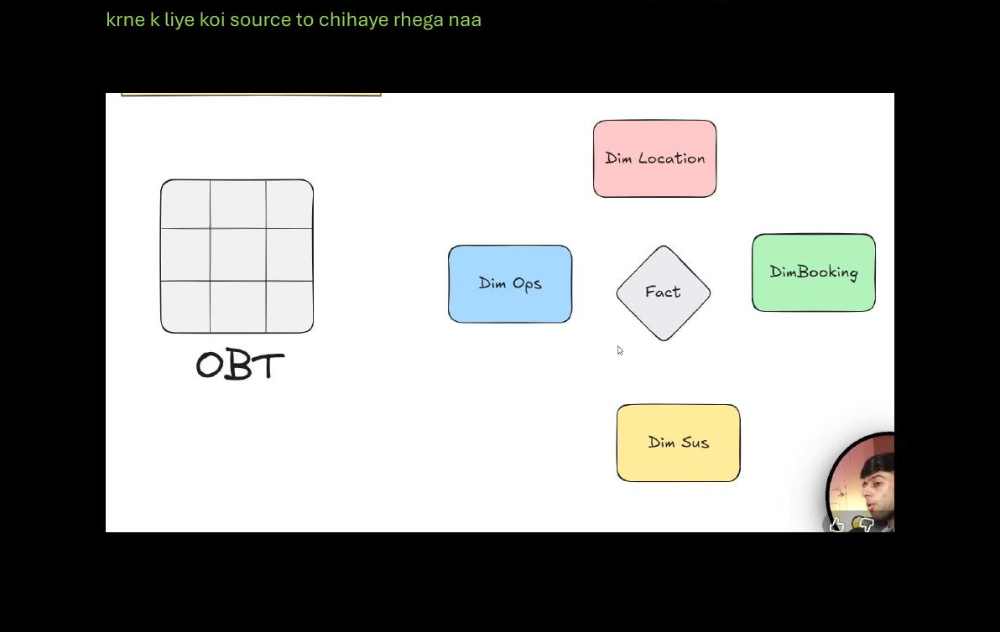 krne k liye koi source to chihaye rhega naa
Dim Location
DimBooking
Dim Ops
Fact
OBT
Dim Sus